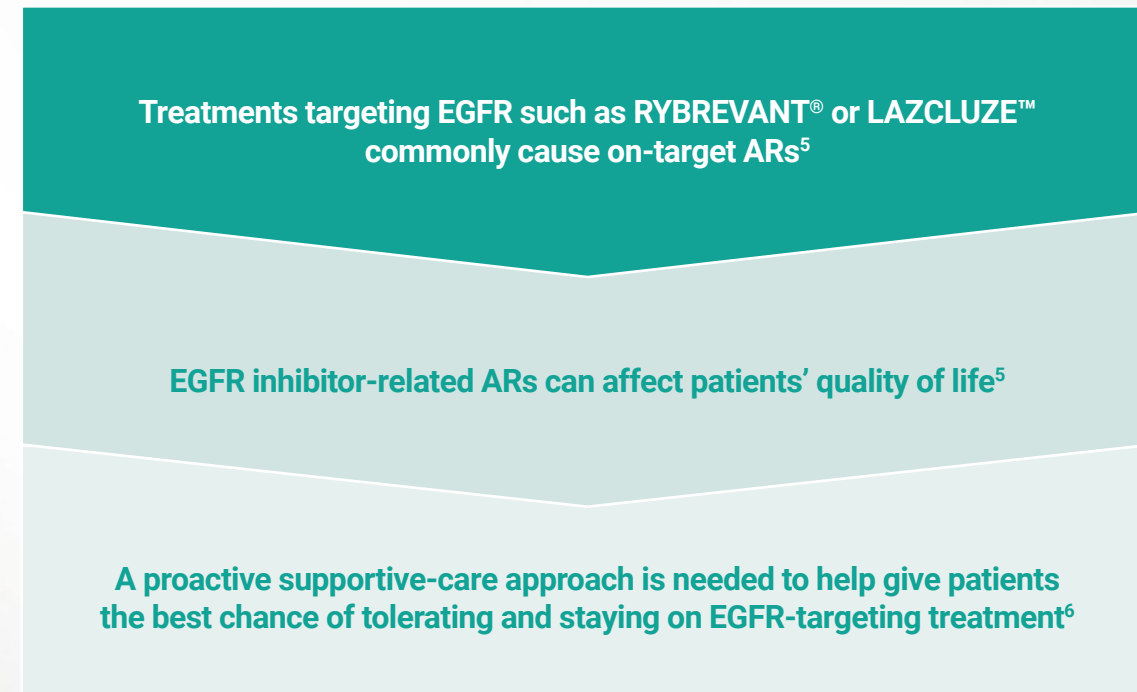 Treatments targeting EGFR such as RYBREVANT® or LAZCLUZE™
commonly cause on-target ARs⁵
EGFR inhibitor-related ARs can affect patients’ quality of life⁵
A proactive supportive-care approach is needed to help give patients
the best chance of tolerating and staying on EGFR-targeting treatment⁶